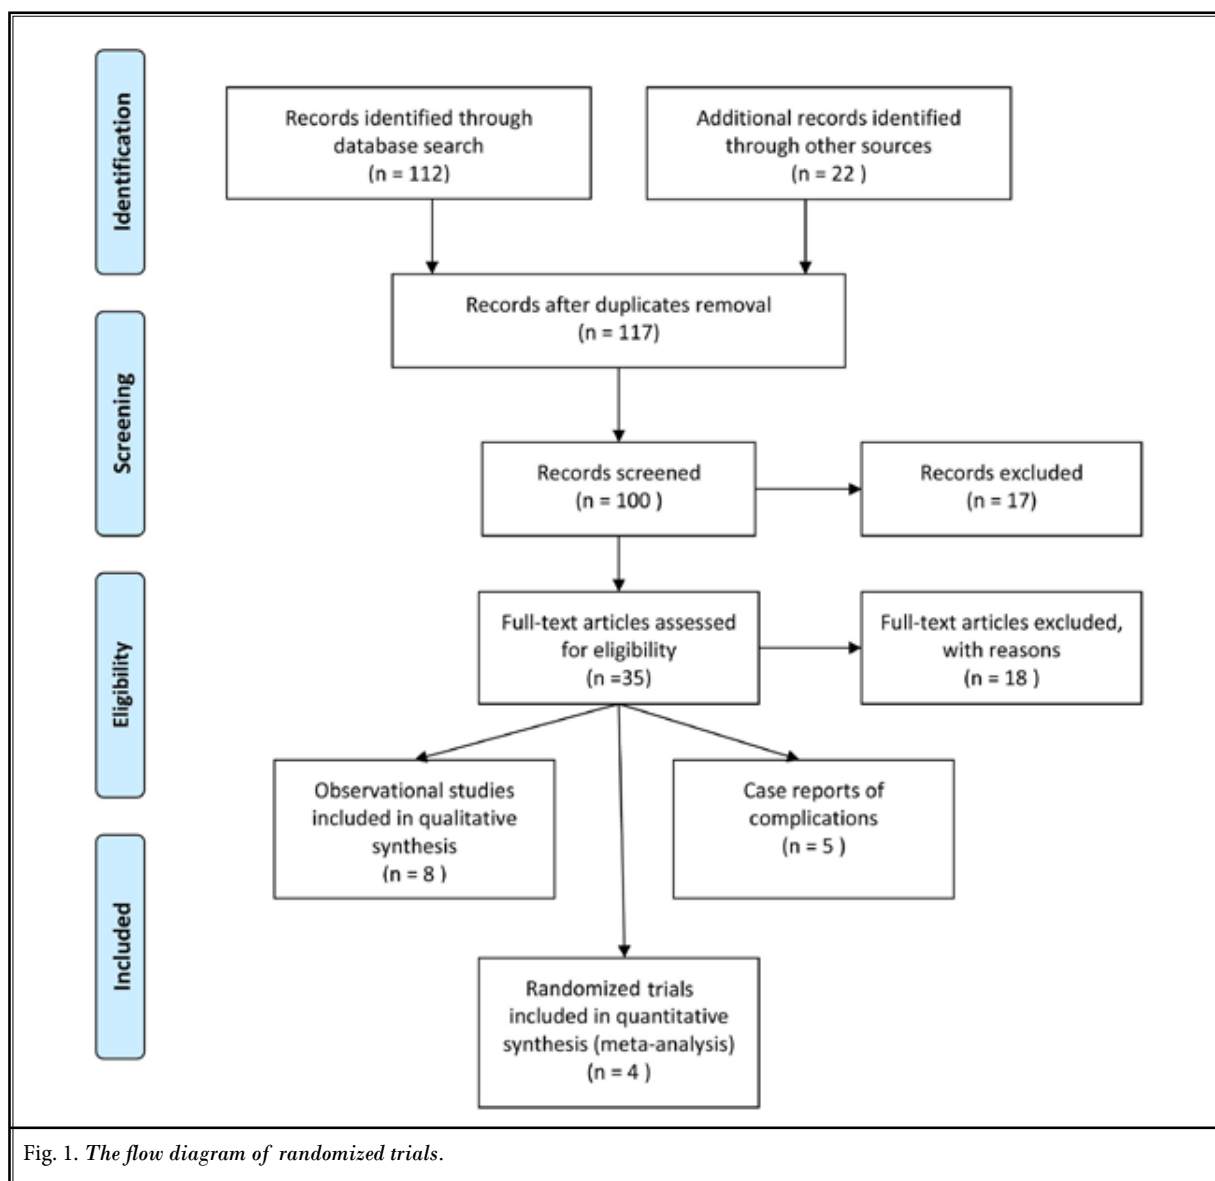 Identification
Records identified through
database search
(n = 112)
Additional records identified
through other sources
(n = 22 )
Records after duplicates removal
(n = 117)
Screening
Records screened
(n = 100 )
Records excluded
(n = 17)
Eligibility
Full-text articles assessed
for eligibility
(n =35)
Full-text articles excluded,
with reasons
(n = 18 )
Observational studies
included in qualitative
synthesis
(n = 8 )
Case reports of
complications
(n = 5 )
Included
Randomized trials
included in quantitative
synthesis (meta-analysis)
(n = 4 )
Fig. 1. The flow diagram of randomized trials.